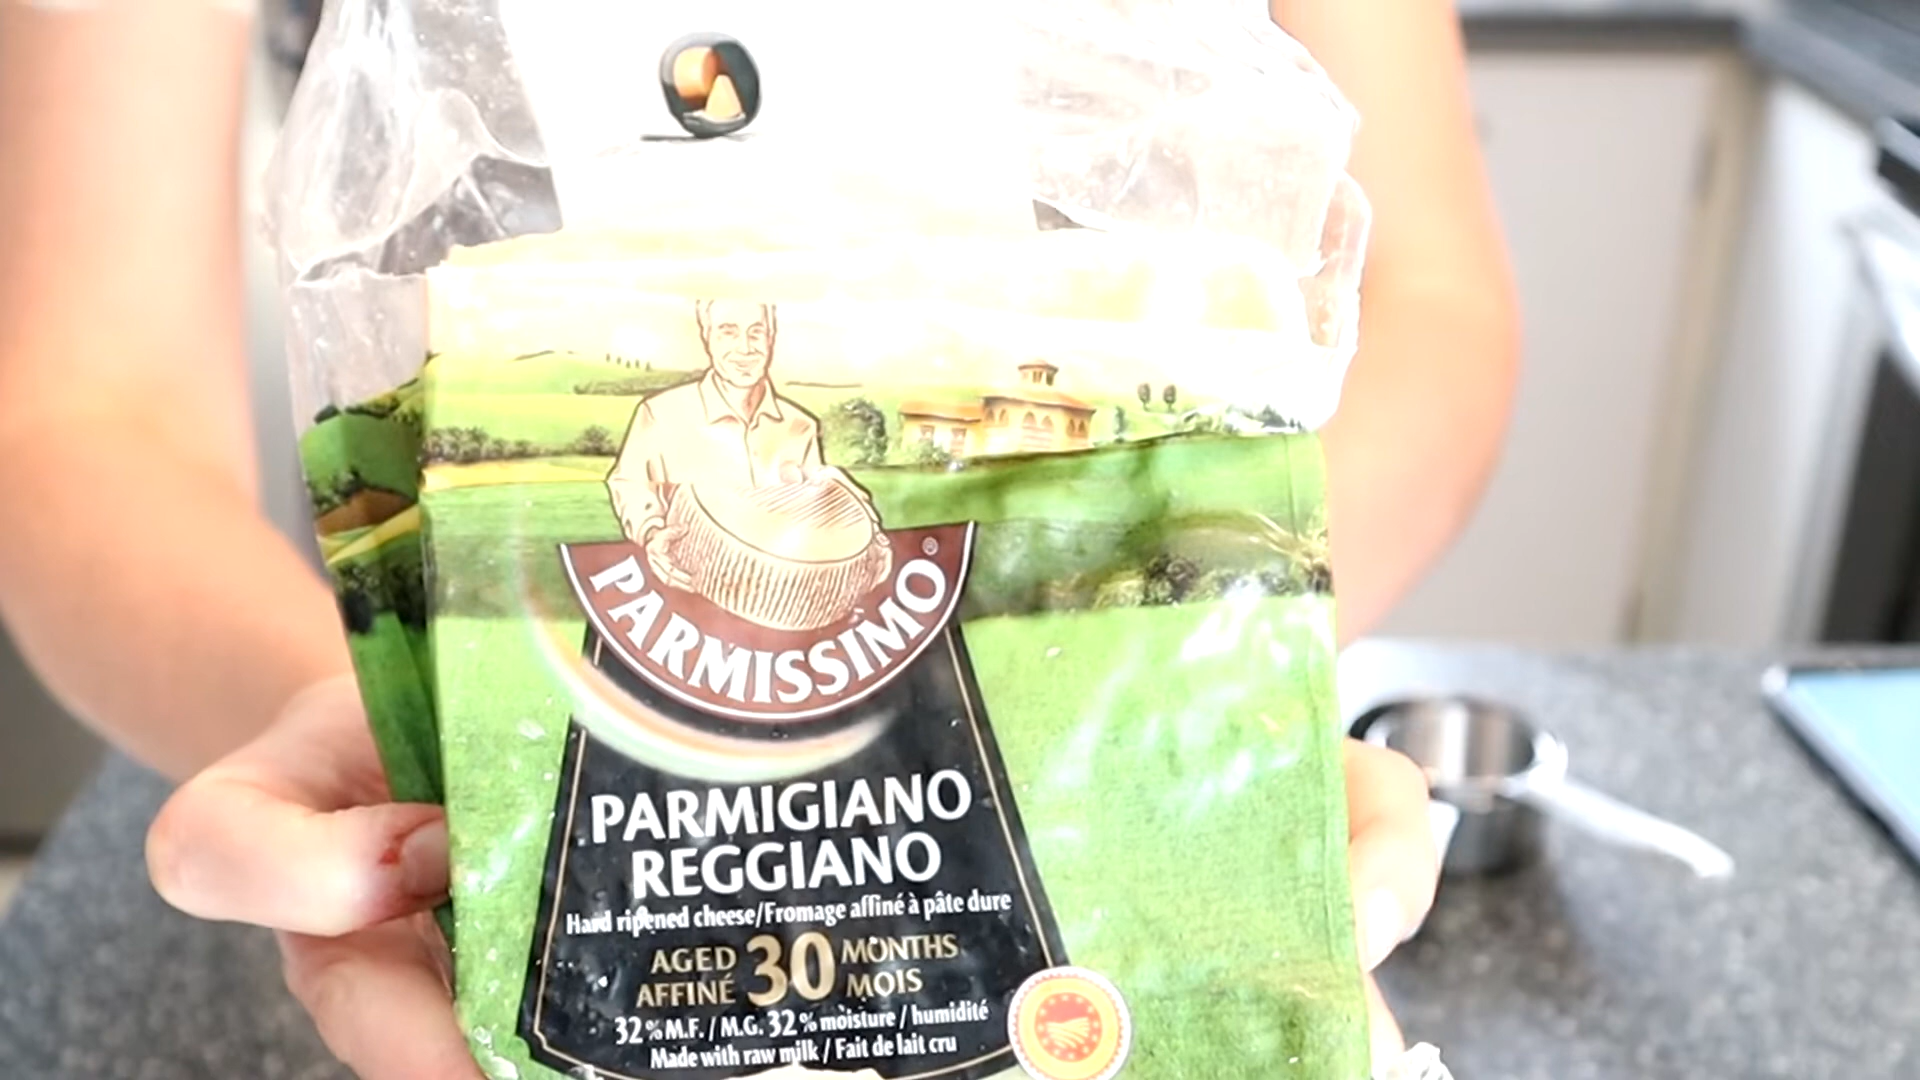 PARMISSIMO®
PARMIGIANO
REGGIANO
Hard ripened cheese/Fromage affiné à pâte dure
AGED 30 MONTHS
AFFINÉ MOIS
32% M.F. / M.G. 32% moisture / humidité
Made with raw milk / Fait de lait cru